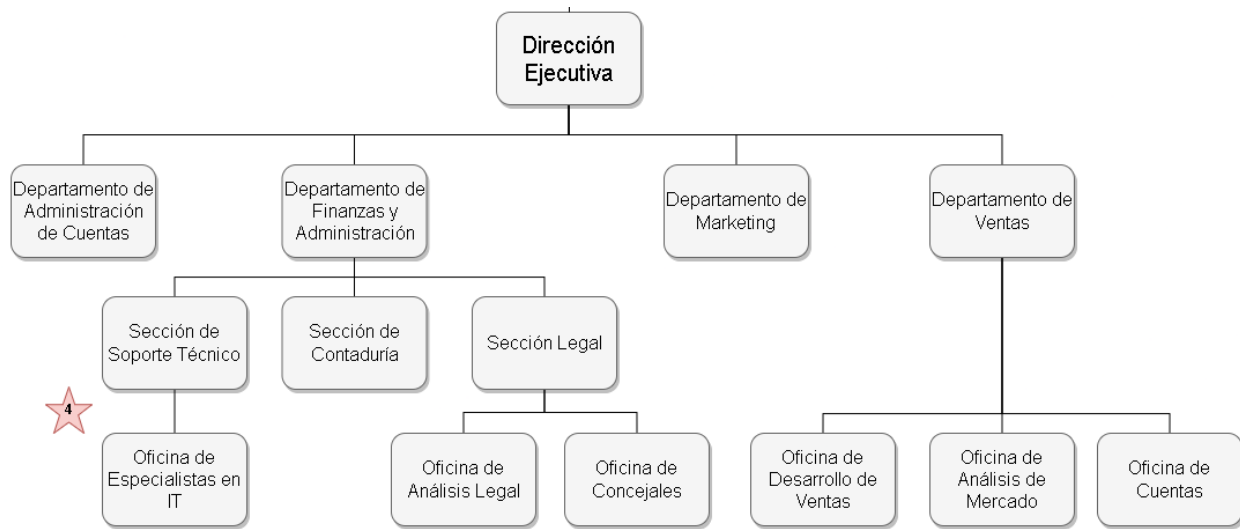 Dirección
Ejecutiva
Departamento de
Administración
de Cuentas
Departamento de
Finanzas y
Administración
Departamento de
Marketing
Departamento de
Ventas
Sección de
Soporte Técnico
Sección de
Contaduría
Sección Legal
4
Oficina de
Especialistas en
IT
Oficina de
Análisis Legal
Oficina de
Concejales
Oficina de
Desarrollo de
Ventas
Oficina de
Análisis de
Mercado
Oficina de
Cuentas